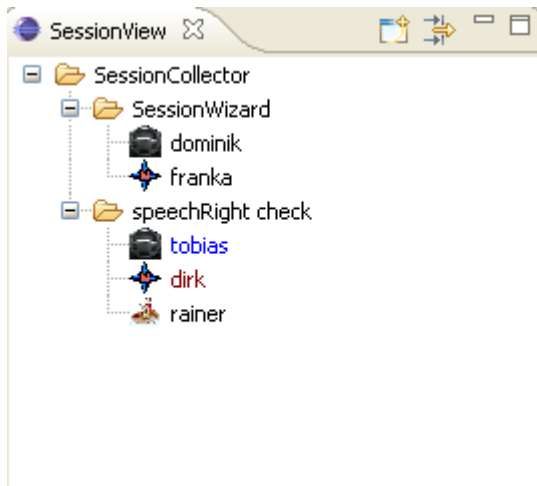 SessionView
SessionCollector
SessionWizard
dominik
franka
speechRight check
tobias
dirk
rainer